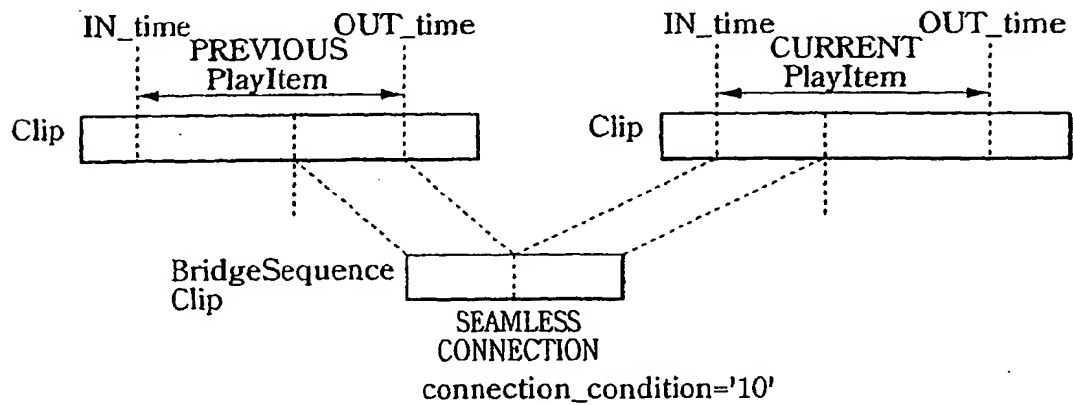 IN_time OUT_time
PREVIOUS
PlayItem
Clip
IN_time OUT_time
CURRENT
PlayItem
Clip
BridgeSequence
Clip
SEAMLESS
CONNECTION
connection_condition='10'